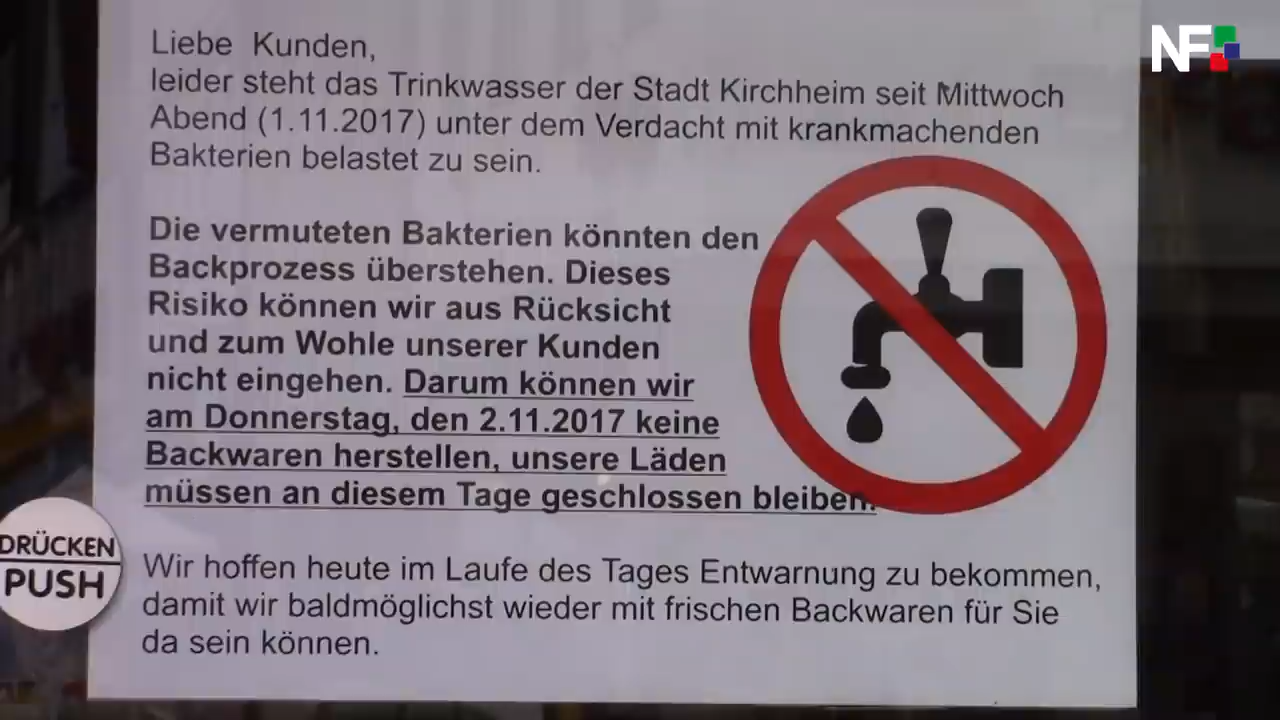 NF
Liebe Kunden,
leider steht das Trinkwasser der Stadt Kirchheim seit Mittwoch
Abend (1.11.2017) unter dem Verdacht mit krankmachenden
Bakterien belastet zu sein.
Die vermuteten Bakterien könnten den
Backprozess überstehen. Dieses
Risiko können wir aus Rücksicht
und zum Wohle unserer Kunden
nicht eingehen. Darum können wir
am Donnerstag, den 2.11.2017 keine
Backwaren herstellen, unsere Läden
müssen an diesem Tage geschlossen bleiben.
Wir hoffen heute im Laufe des Tages Entwarnung zu bekommen,
damit wir baldmöglichst wieder mit frischen Backwaren für Sie
da sein können.
DRÜCKEN
PUSH